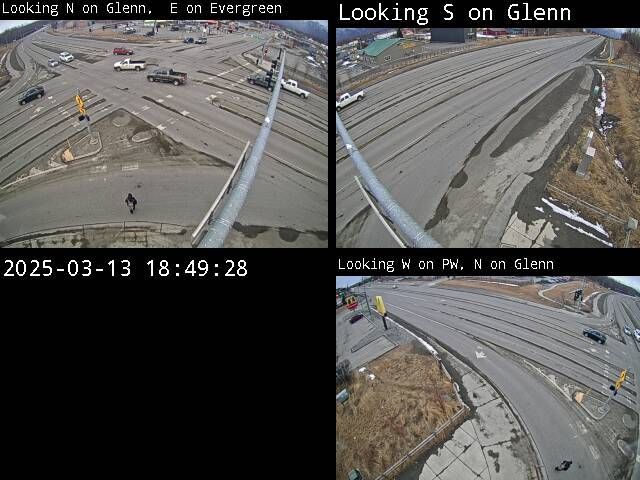 Looking N on Glenn, E on Evergreen
Looking S on Glenn
2025-03-13 18:49:28
Looking W on PW, N on Glenn